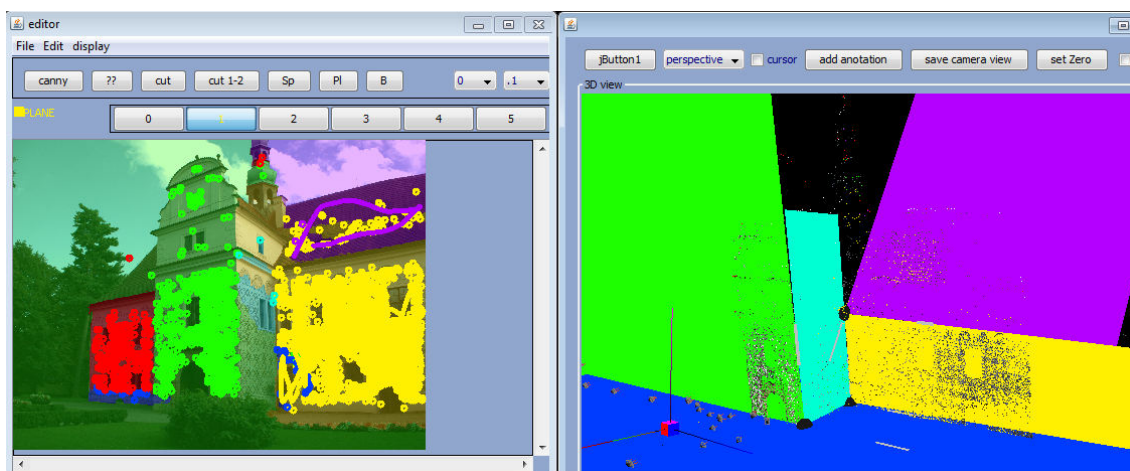 editor
File Edit display
canny ?? cut cut 1-2 Sp Pl B 0 .1
PLANE
0 1 2 3 4 5
jButton1 perspective cursor add anotation save camera view set Zero
3D view